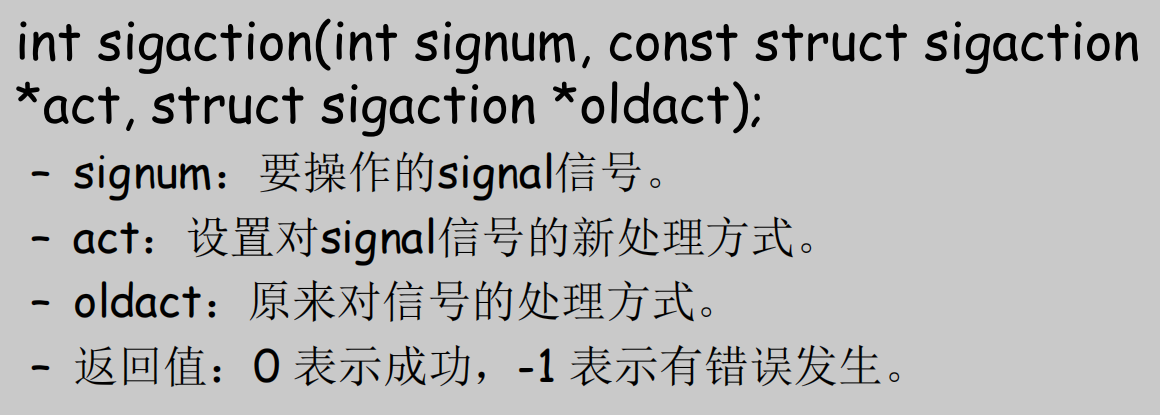 int sigaction(int signum, const struct sigaction
*act, struct sigaction *oldact);
– signum：要操作的signal信号。
– act：设置对signal信号的新处理方式。
– oldact：原来对信号的处理方式。
– 返回值：0 表示成功，-1 表示有错误发生。